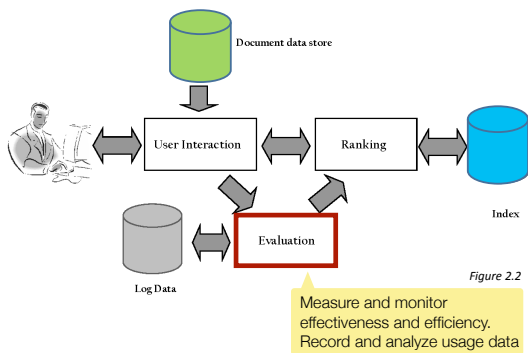 Document data store
User Interaction
Ranking
Index
Evaluation
Log Data
Figure 2.2
Measure and monitor
effectiveness and efficiency.
Record and analyze usage data